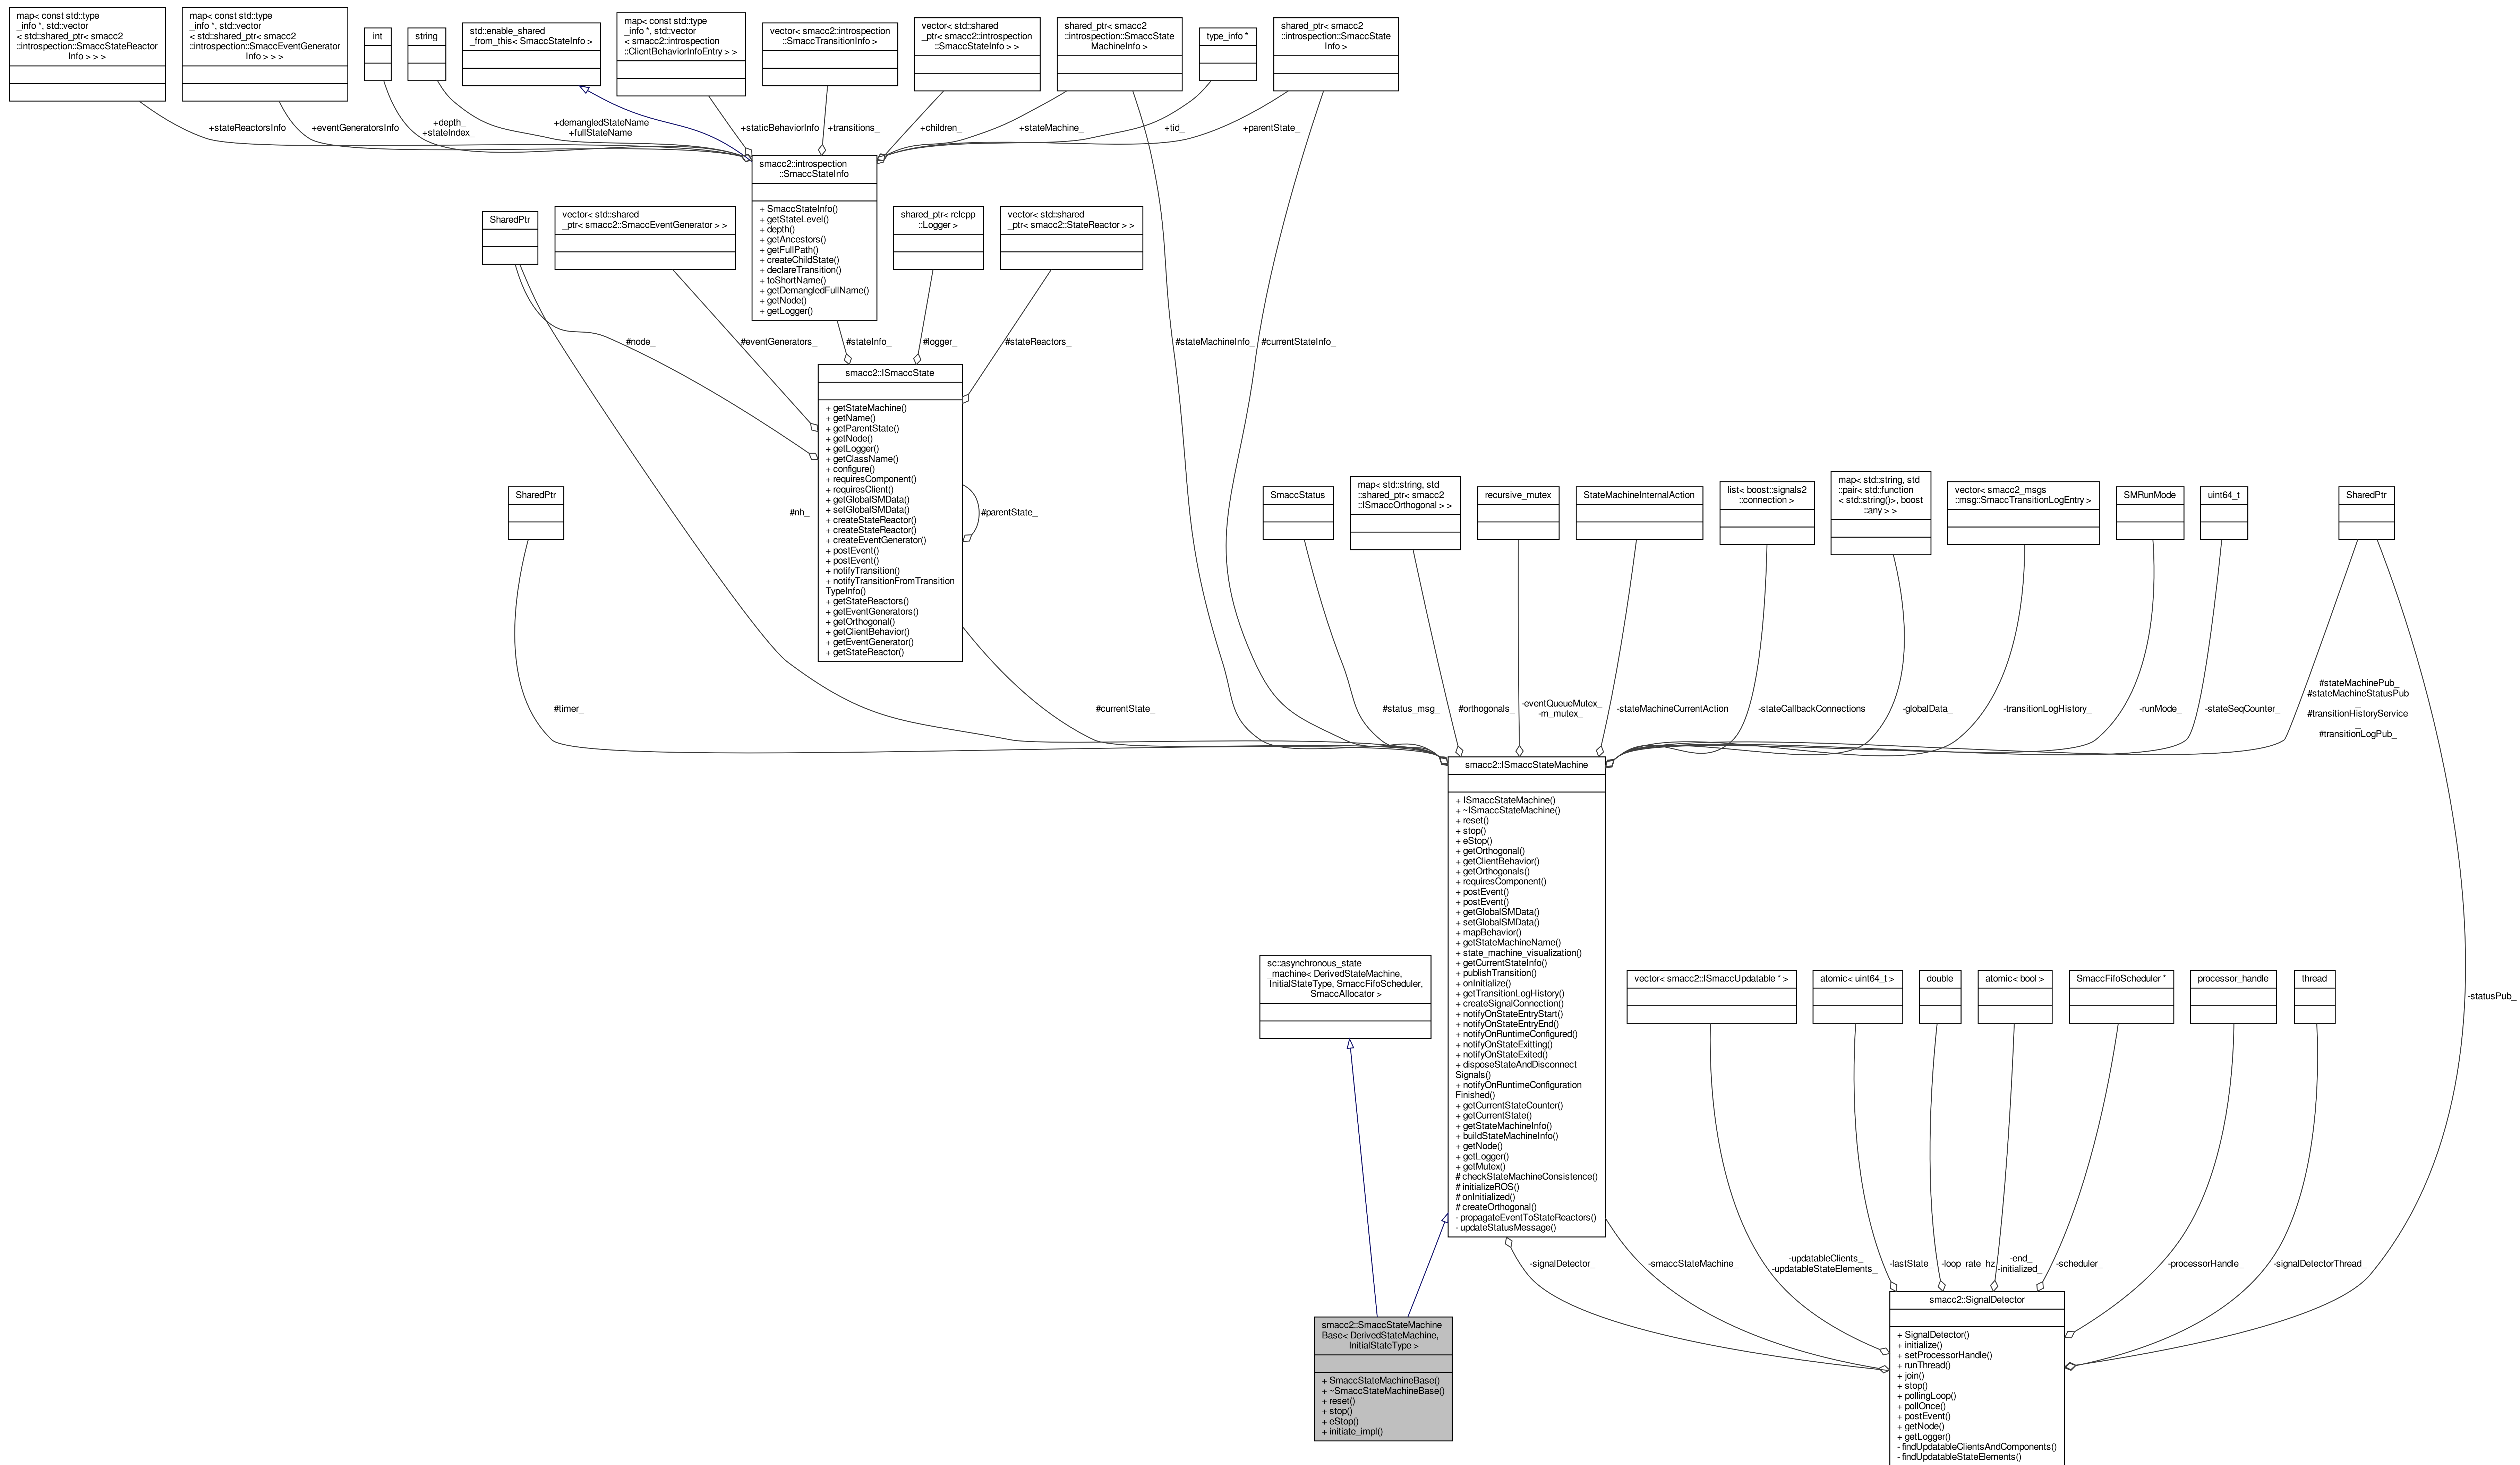 map< const std::type
_info *, std::vector
< std::shared_ptr< smacc2
::introspection::SmaccStateReactor
Info > > >
map< const std::type
_info *, std::vector
< std::shared_ptr< smacc2
::introspection::SmaccEventGenerator
Info > > >
int
string
std::enable_shared
_from_this< SmaccStateInfo >
map< const std::type
_info *, std::vector
< smacc2::introspection
::ClientBehaviorInfoEntry > >
vector< smacc2::introspection
::SmaccTransitionInfo >
vector< std::shared
_ptr< smacc2::introspection
::SmaccStateInfo > >
shared_ptr< smacc2
::introspection::SmaccState
MachineInfo >
type_info *
shared_ptr< smacc2
::introspection::SmaccState
Info >
+stateReactorsInfo
+eventGeneratorsInfo
+depth_
+stateIndex_
+demangledStateName
+fullStateName
+staticBehaviorInfo
+transitions_
+children_
+stateMachine_
+tid_
+parentState_
smacc2::introspection
::SmaccStateInfo
+ SmaccStateInfo()
+ getStateLevel()
+ depth()
+ getAncestors()
+ getFullPath()
+ createChildState()
+ declareTransition()
+ toShortName()
+ getDemangledFullName()
+ getNode()
+ getLogger()
SharedPtr
vector< std::shared
_ptr< smacc2::SmaccEventGenerator > >
shared_ptr< rclcpp
::Logger >
vector< std::shared
_ptr< smacc2::StateReactor > >
#node_
#eventGenerators_
#stateInfo_
#logger_
#stateReactors_
#stateMachineInfo_
#currentStateInfo_
smacc2::ISmaccState
+ getStateMachine()
+ getName()
+ getParentState()
+ getNode()
+ getLogger()
+ getClassName()
+ configure()
+ requiresComponent()
+ requiresClient()
+ getGlobalSMData()
+ setGlobalSMData()
+ createStateReactor()
+ createStateReactor()
+ createEventGenerator()
+ postEvent()
+ postEvent()
+ notifyTransition()
+ notifyTransitionFromTransition
TypeInfo()
+ getStateReactors()
+ getEventGenerators()
+ getOrthogonal()
+ getClientBehavior()
+ getEventGenerator()
+ getStateReactor()
#parentState_
SharedPtr
#nh_
SmaccStatus
map< std::string, std
::shared_ptr< smacc2
::ISmaccOrthogonal > >
recursive_mutex
StateMachineInternalAction
list< boost::signals2
::connection >
map< std::string, std
::pair< std::function
< std::string()>, boost
::any > >
vector< smacc2_msgs
::msg::SmaccTransitionLogEntry >
SMRunMode
uint64_t
SharedPtr
#timer_
#currentState_
#status_msg_
#orthogonals_
-eventQueueMutex_
-m_mutex_
-stateMachineCurrentAction
-stateCallbackConnections
-globalData_
-transitionLogHistory_
-runMode_
-stateSeqCounter_
#stateMachinePub_
#stateMachineStatusPub
_
#transitionHistoryService
_
#transitionLogPub_
smacc2::ISmaccStateMachine
+ ISmaccStateMachine()
+ ~ISmaccStateMachine()
+ reset()
+ stop()
+ eStop()
+ getOrthogonal()
+ getClientBehavior()
+ getOrthogonals()
+ requiresComponent()
+ postEvent()
+ postEvent()
+ getGlobalSMData()
+ setGlobalSMData()
+ mapBehavior()
+ getStateMachineName()
+ state_machine_visualization()
+ getCurrentStateInfo()
+ publishTransition()
+ onInitialize()
+ getTransitionLogHistory()
+ createSignalConnection()
+ notifyOnStateEntryStart()
+ notifyOnStateEntryEnd()
+ notifyOnRuntimeConfigured()
+ notifyOnStateExitting()
+ notifyOnStateExited()
+ disposeStateAndDisconnect
Signals()
+ notifyOnRuntimeConfiguration
Finished()
+ getCurrentStateCounter()
+ getCurrentState()
+ getStateMachineInfo()
+ buildStateMachineInfo()
+ getNode()
+ getLogger()
+ getMutex()
# checkStateMachineConsistence()
# initializeROS()
# onInitialized()
# createOrthogonal()
- propagateEventToStateReactors()
- updateStatusMessage()
sc::asynchronous_state
_machine< DerivedStateMachine,
InitialStateType, SmaccFifoScheduler,
SmaccAllocator >
vector< smacc2::ISmaccUpdatable * >
atomic< uint64_t >
double
atomic< bool >
SmaccFifoScheduler *
processor_handle
thread
-statusPub_
-signalDetector_
-smaccStateMachine_
-updatableClients_
-updatableStateElements_
-lastState_
-loop_rate_hz
-end_
-initialized_
-scheduler_
-processorHandle_
-signalDetectorThread_
smacc2::SmaccStateMachine
Base< DerivedStateMachine,
InitialStateType >
+ SmaccStateMachineBase()
+ ~SmaccStateMachineBase()
+ reset()
+ stop()
+ eStop()
+ initiate_impl()
smacc2::SignalDetector
+ SignalDetector()
+ initialize()
+ setProcessorHandle()
+ runThread()
+ join()
+ stop()
+ pollingLoop()
+ pollOnce()
+ postEvent()
+ getNode()
+ getLogger()
- findUpdatableClientsAndComponents()
- findUpdatableStateElements()